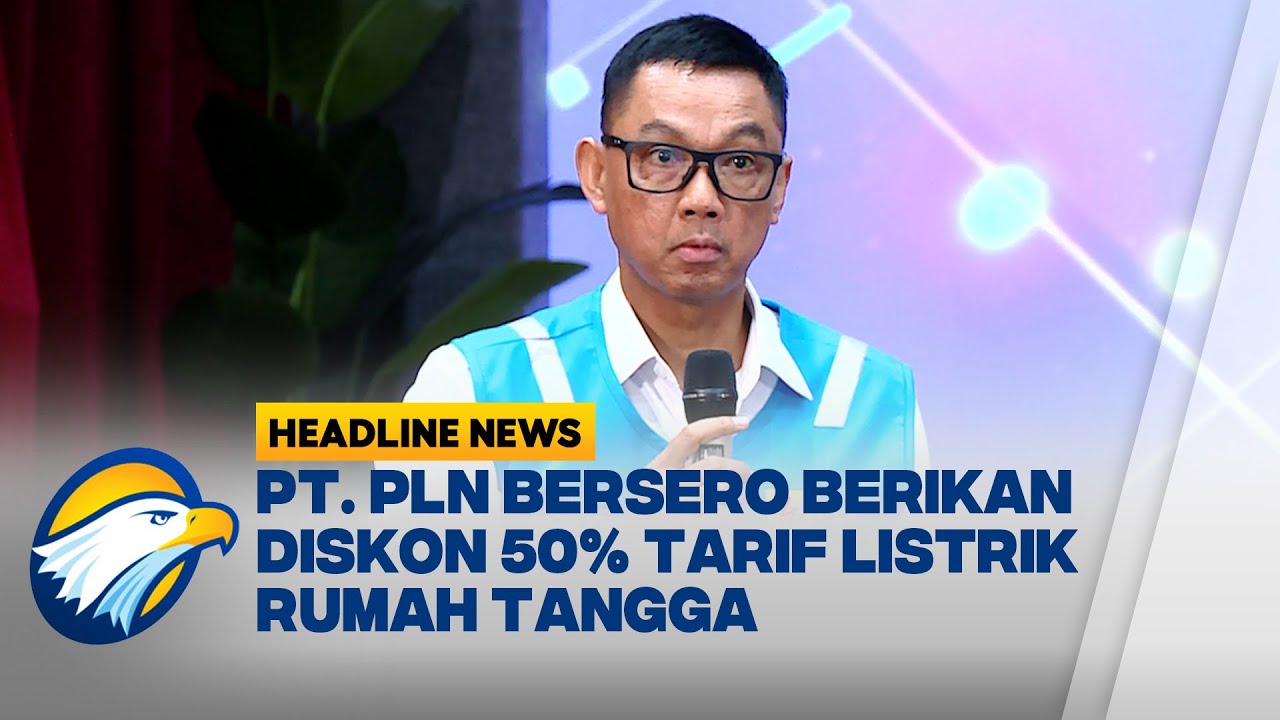 HEADLINE NEWS
PT. PLN BERSERO BERIKAN
DISKON 50% TARIF LISTRIK
RUMAH TANGGA